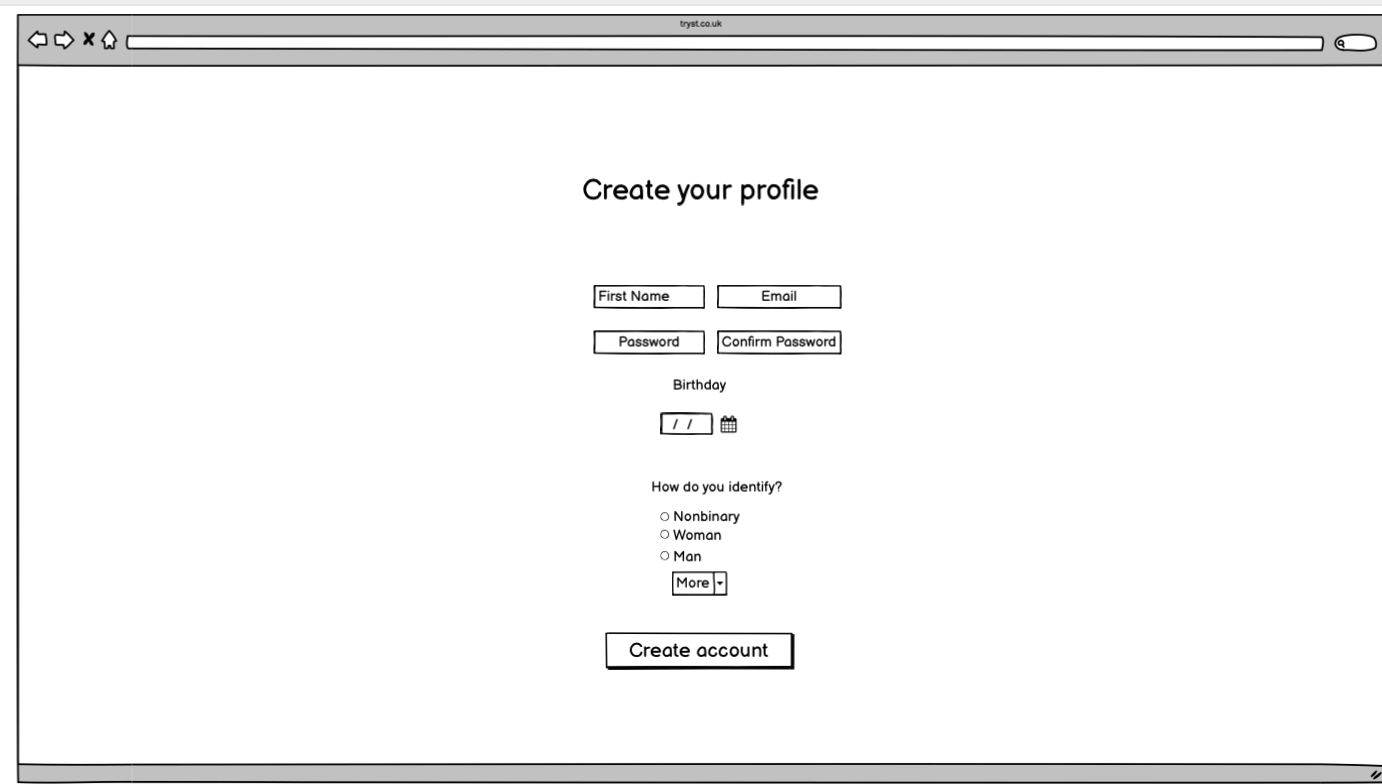 tryst.co.uk
Create your profile
First Name Email
Password Confirm Password
Birthday
/ /
How do you identify?
Nonbinary
Woman
Man
More
Create account